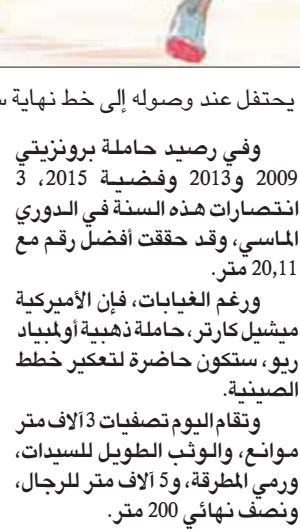 يحتفل عند وصوله إلى خط نهاية
وفي رصيد حاملة برونزيتي
2009 و2013 وفضية 2015، 3
انتصارات هذه السنة في الدوري
الماسي، وقد حققت أفضل رقم مع
20,11 متر.
ورغم الغيابات، فإن الأميركية
ميشيل كارتر، حاملة ذهبية أولمبياد
ريو، ستكون حاضرة لتعكير خطط
الصينية.
وتقام اليوم تصفيات 3 آلاف متر
موانع، والوثب الطويل للسيدات،
ورمي المطرقة، و5 آلاف متر للرجال،
ونصف نهائي 200 متر.